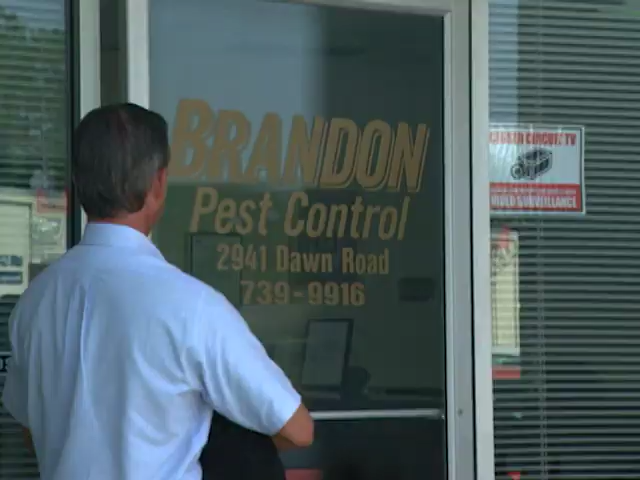 BRANDON
Pest Control
2941 Dawn Road
739-9916
CLOSED CIRCUIT TV
VIDEO SURVEILLANCE